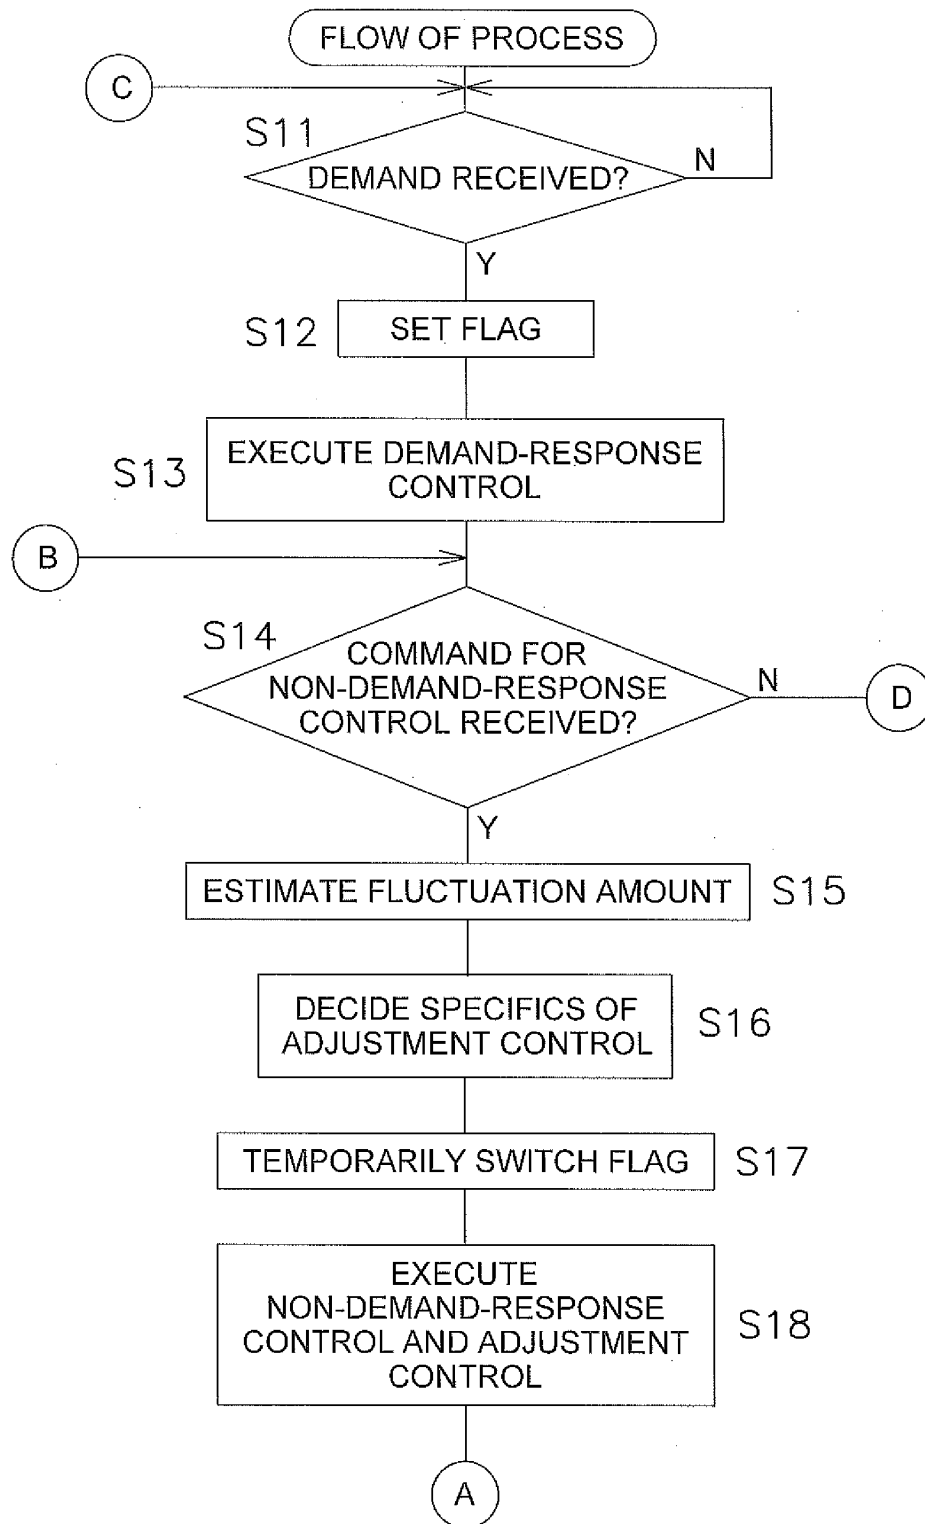 FLOW OF PROCESS
C
S11
DEMAND RECEIVED?
N
Y
S12
SET FLAG
S13
EXECUTE DEMAND-RESPONSE
CONTROL
B
S14
COMMAND FOR
NON-DEMAND-RESPONSE
CONTROL RECEIVED?
N
D
Y
ESTIMATE FLUCTUATION AMOUNT
S15
DECIDE SPECIFICS OF
ADJUSTMENT CONTROL
S16
TEMPORARILY SWITCH FLAG
S17
EXECUTE
NON-DEMAND-RESPONSE
CONTROL AND ADJUSTMENT
CONTROL
S18
A